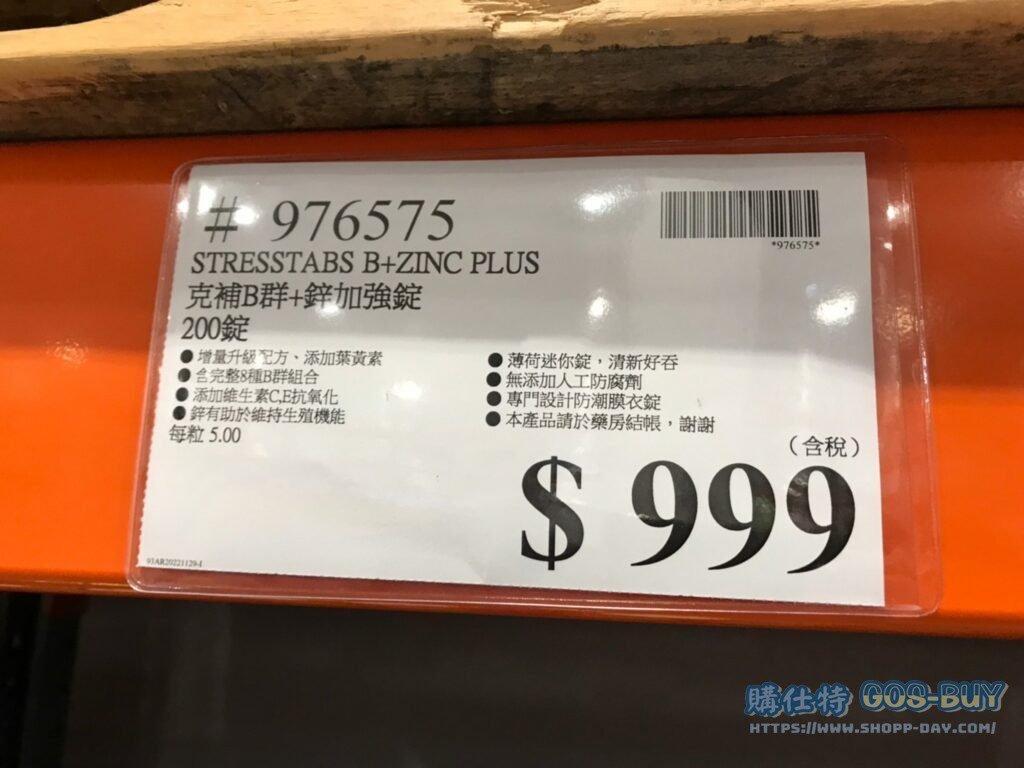 # 976575
*976575*
STRESSTABS B+ZINC PLUS
克補B群+鋅加強錠
200錠
●增量升級配方、添加葉黃素
●含完整8種B群組合
●添加維生素C,E抗氧化
●鋅有助於維持生殖機能
每粒 5.00
●薄荷迷你錠，清新好吞
●無添加人工防腐劑
●專門設計防潮膜衣錠
●本產品請於藥房結帳，謝謝
（含稅）
$ 999
93AR20221129-I
購仕特 GOS-BUY
HTTPS://WWW.SHOPP-DAY.COM/